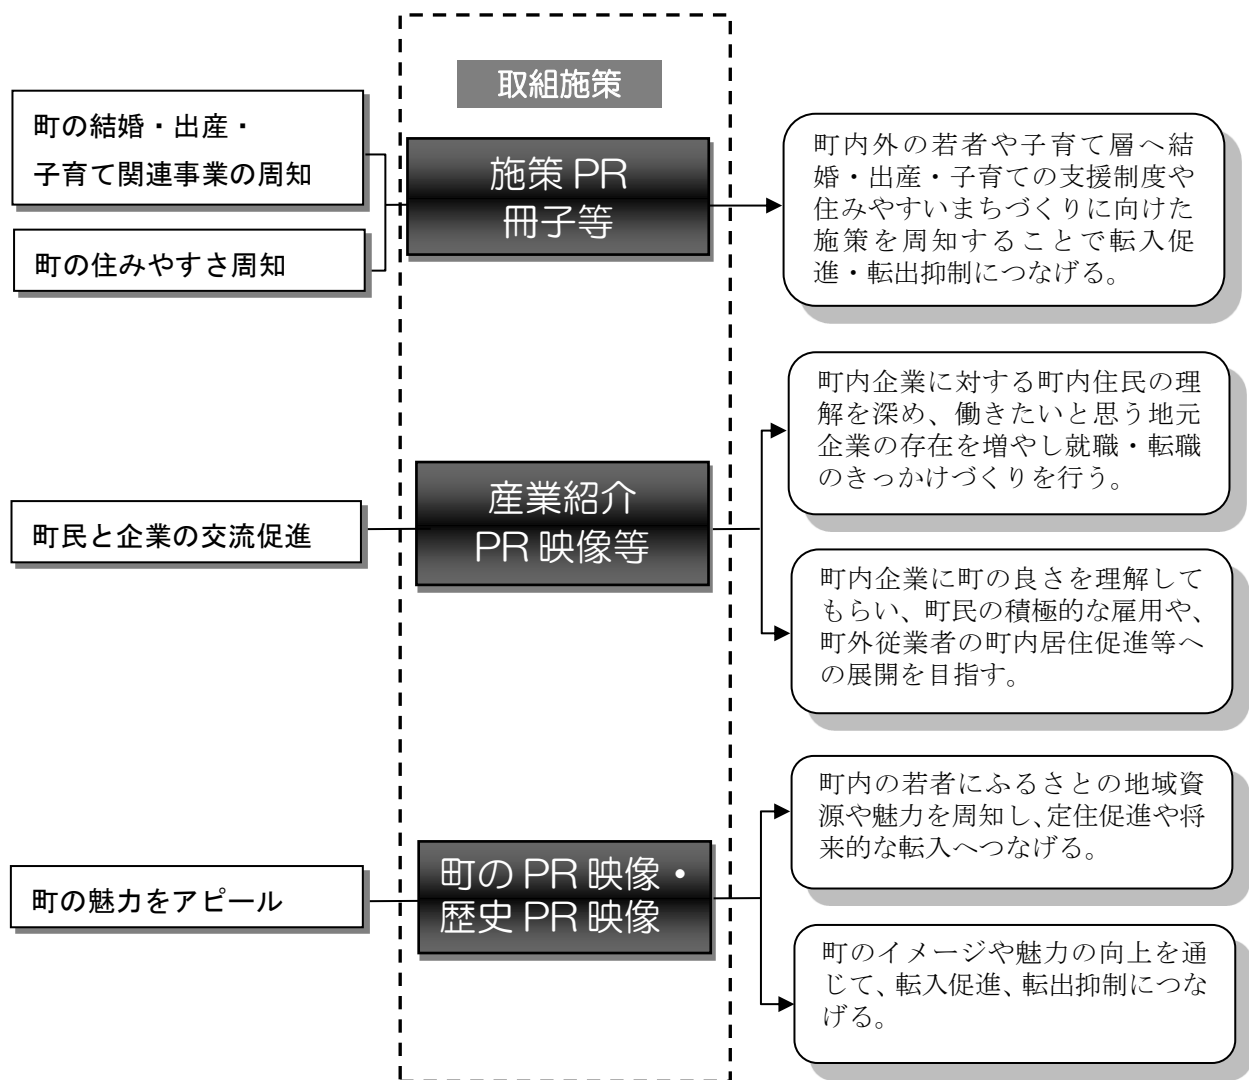 取組施策
町の結婚・出産・
子育て関連事業の周知
町の住みやすさ周知
施策 PR
冊子等
町内外の若者や子育て層へ結
婚・出産・子育ての支援制度や
住みやすいまちづくりに向けた
施策を周知することで転入促
進・転出抑制につなげる。
町民と企業の交流促進
産業紹介
PR 映像等
町内企業に対する町内住民の理
解を深め、働きたいと思う地元
企業の存在を増やし就職・転職
のきっかけづくりを行う。
町内企業に町の良さを理解して
もらい、町民の積極的な雇用や、
町外従業者の町内居住促進等へ
の展開を目指す。
町の魅力をアピール
町の PR 映像・
歴史 PR 映像
町内の若者にふるさとの地域資
源や魅力を周知し、定住促進や将
来的な転入へつなげる。
町のイメージや魅力の向上を通
じて、転入促進、転出抑制につな
げる。